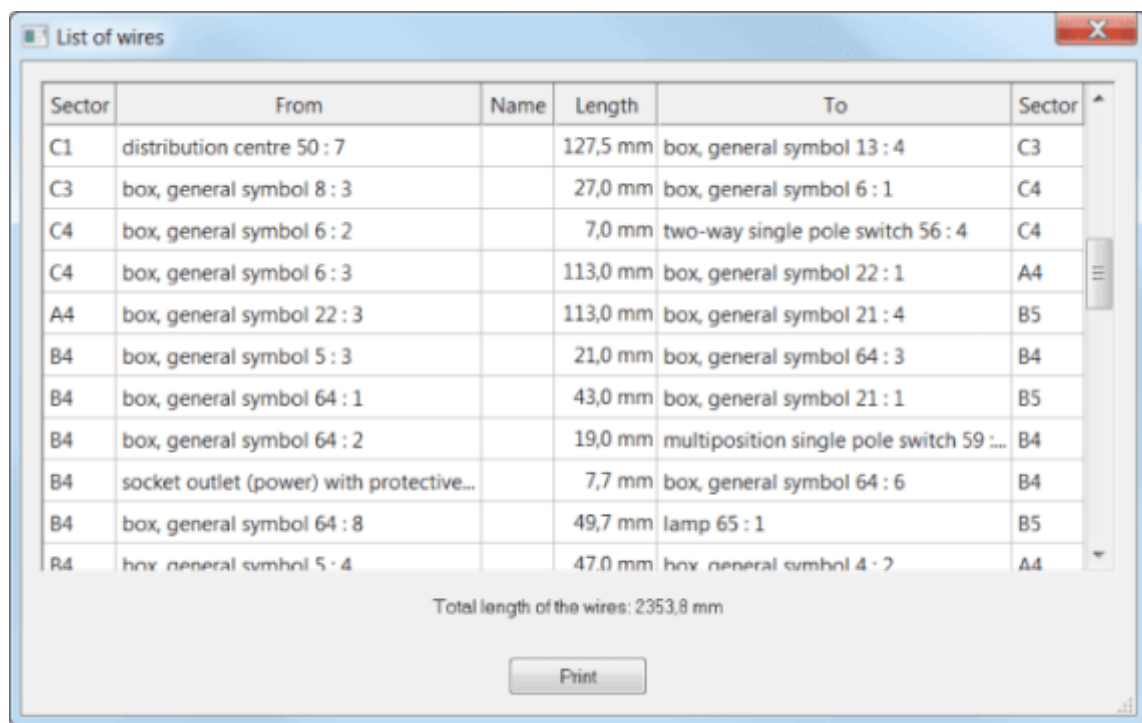 List of wires
Sector From Name Length To Sector
C1 distribution centre 50 : 7 127,5 mm box, general symbol 13 : 4 C3
C3 box, general symbol 8 : 3 27,0 mm box, general symbol 6 : 1 C4
C4 box, general symbol 6 : 2 7,0 mm two-way single pole switch 56 : 4 C4
C4 box, general symbol 6 : 3 113,0 mm box, general symbol 22 : 1 A4
A4 box, general symbol 22 : 3 113,0 mm box, general symbol 21 : 4 B5
B4 box, general symbol 5 : 3 21,0 mm box, general symbol 64 : 3 B4
B4 box, general symbol 64 : 1 43,0 mm box, general symbol 21 : 1 B5
B4 box, general symbol 64 : 2 19,0 mm multiposition single pole switch 59 :... B4
B4 socket outlet (power) with protective... 7,7 mm box, general symbol 64 : 6 B4
B4 box, general symbol 64 : 8 49,7 mm lamp 65 : 1 B5
B4 box, general symbol 5 : 4 47,0 mm box, general symbol 4 : 2 A4
Total length of the wires: 2353,8 mm
Print